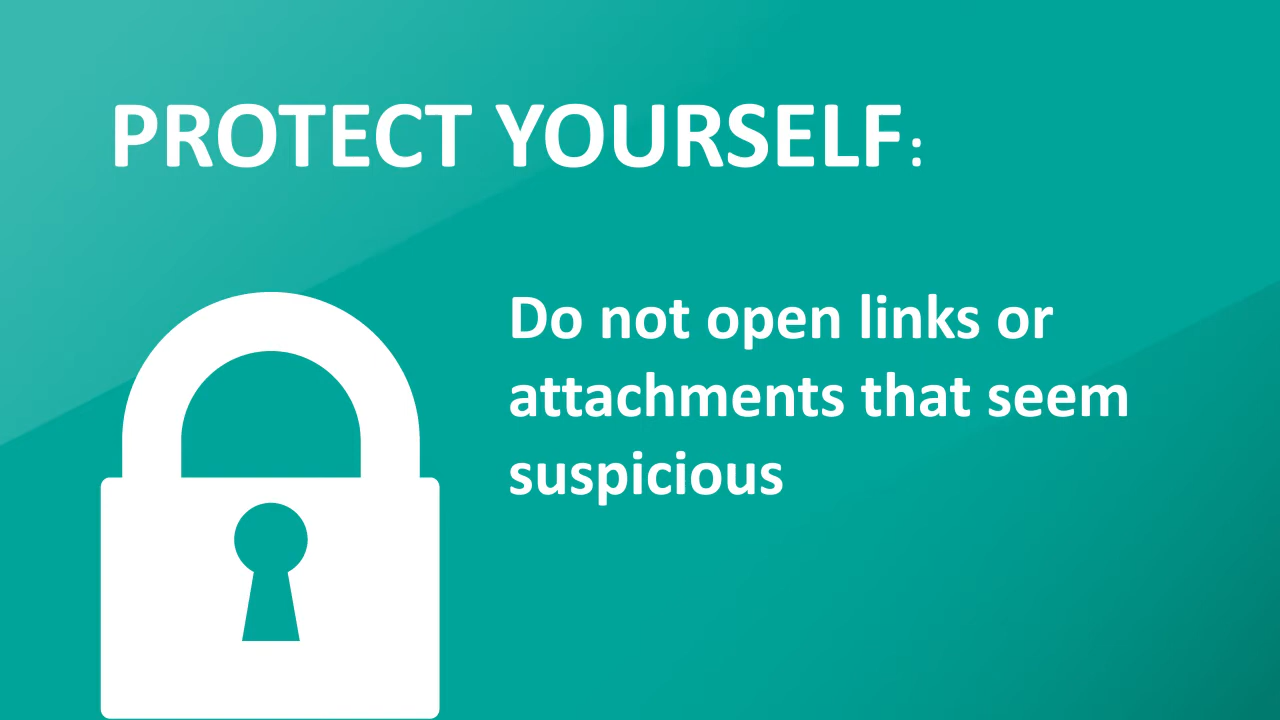 PROTECT YOURSELF:
Do not open links or
attachments that seem
suspicious